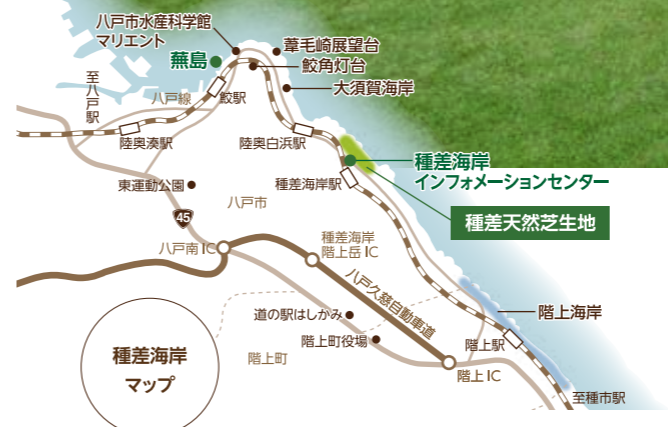 八戸市水産科学館
マリエント
蕪島
葦毛崎展望台
鮫角灯台
大須賀海岸
至八戸駅
八戸線
鮫駅
陸奥湊駅
陸奥白浜駅
種差海岸
インフォメーションセンター
種差海岸駅
東運動公園
八戸市
種差天然芝生地
45
八戸南IC
種差海岸
階上岳IC
八戸久慈自動車道
道の駅はしかみ
階上海岸
階上町役場
階上駅
種差海岸
マップ
階上町
階上IC
至種市駅